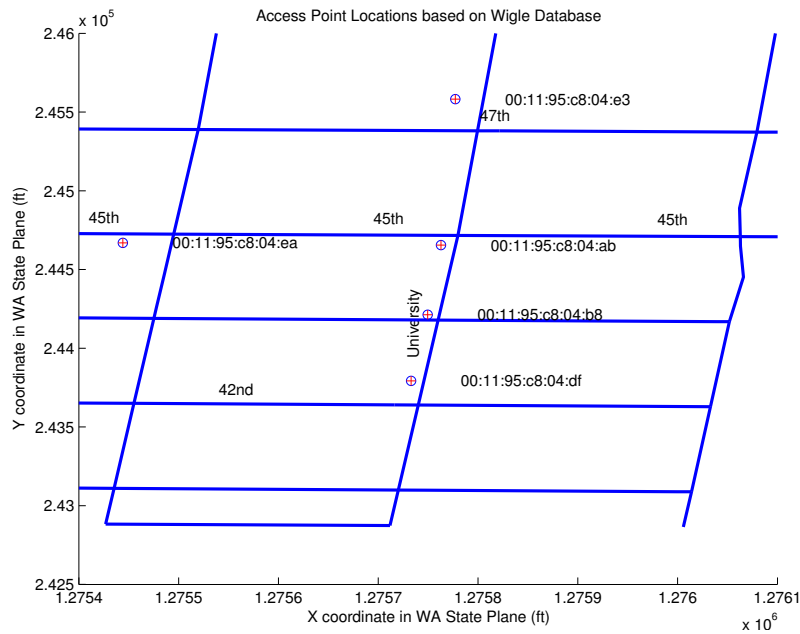 Access Point Locations based on Wigle Database
x 10^5
2.46
2.455
2.45
2.445
2.44
2.435
2.43
2.425
Y coordinate in WA State Plane (ft)
00:11:95:c8:04:e3
47th
45th
45th
45th
00:11:95:c8:04:ea
00:11:95:c8:04:ab
University
00:11:95:c8:04:b8
42nd
00:11:95:c8:04:df
1.2754
1.2755
1.2756
1.2757
1.2758
1.2759
1.276
1.2761
X coordinate in WA State Plane (ft)
x 10^6